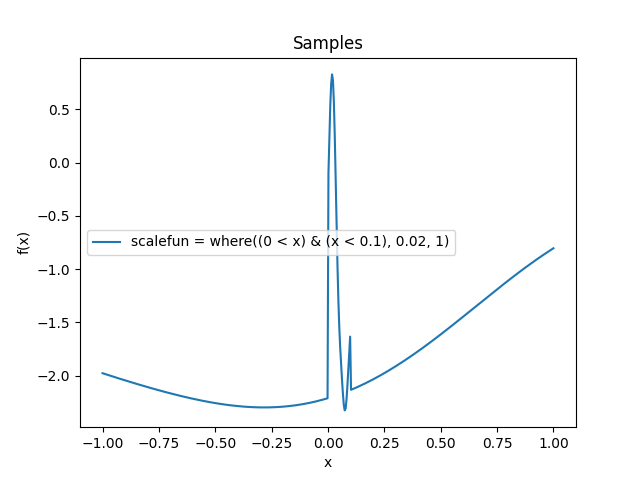 Samples
f(x)
0.5
0.0
−0.5
−1.0
−1.5
−2.0
scalefun = where((0 < x) & (x < 0.1), 0.02, 1)
−1.00 −0.75 −0.50 −0.25 0.00 0.25 0.50 0.75 1.00
x